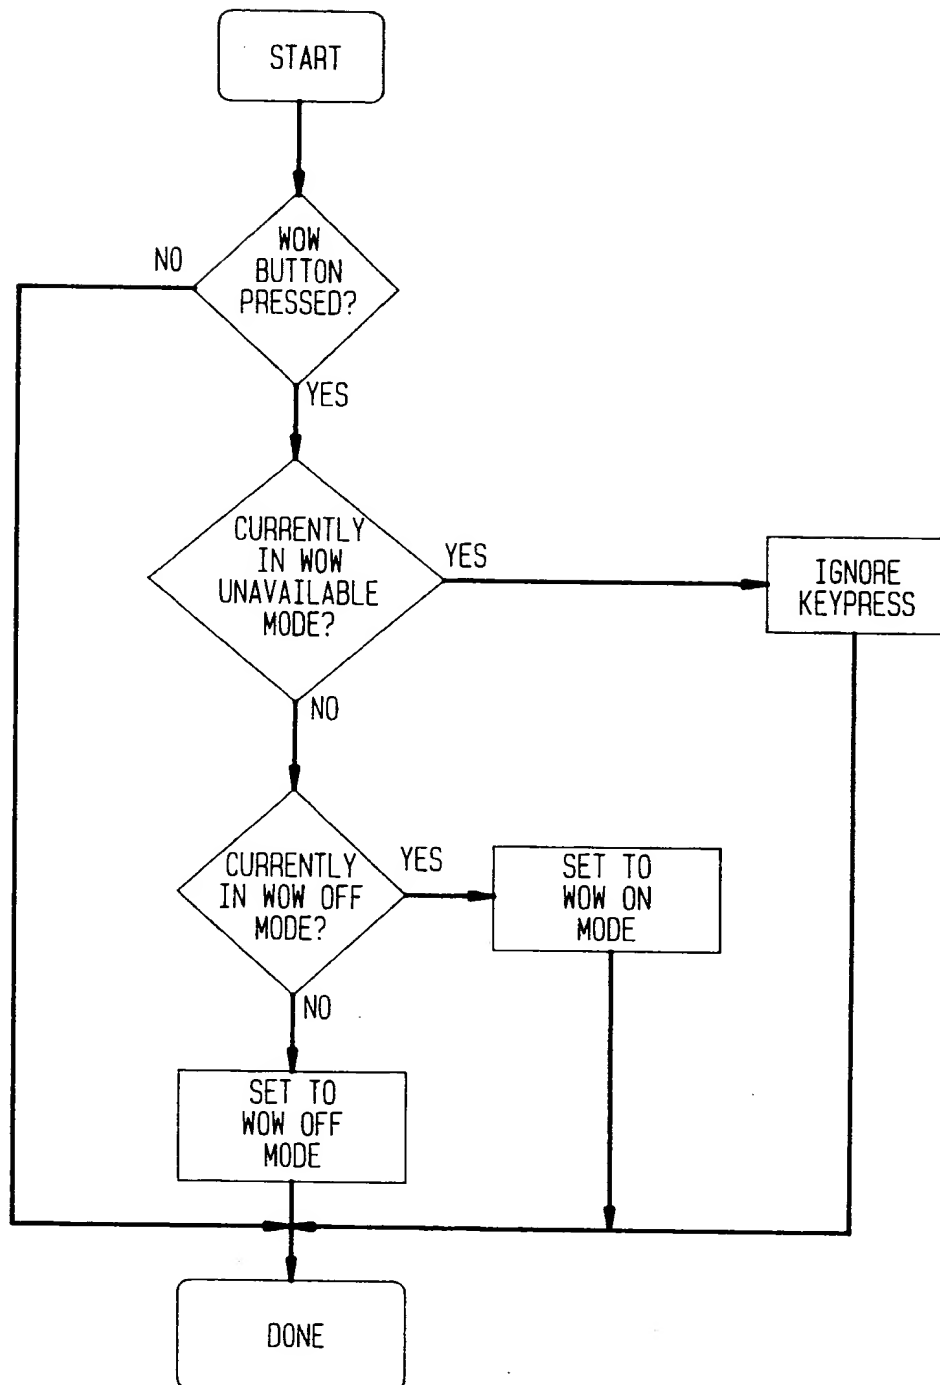 START
WOW
BUTTON
PRESSED?
NO
YES
CURRENTLY
IN WOW
UNAVAILABLE
MODE?
YES
IGNORE
KEYPRESS
NO
CURRENTLY
IN WOW OFF
MODE?
YES
SET TO
WOW ON
MODE
NO
SET TO
WOW OFF
MODE
DONE